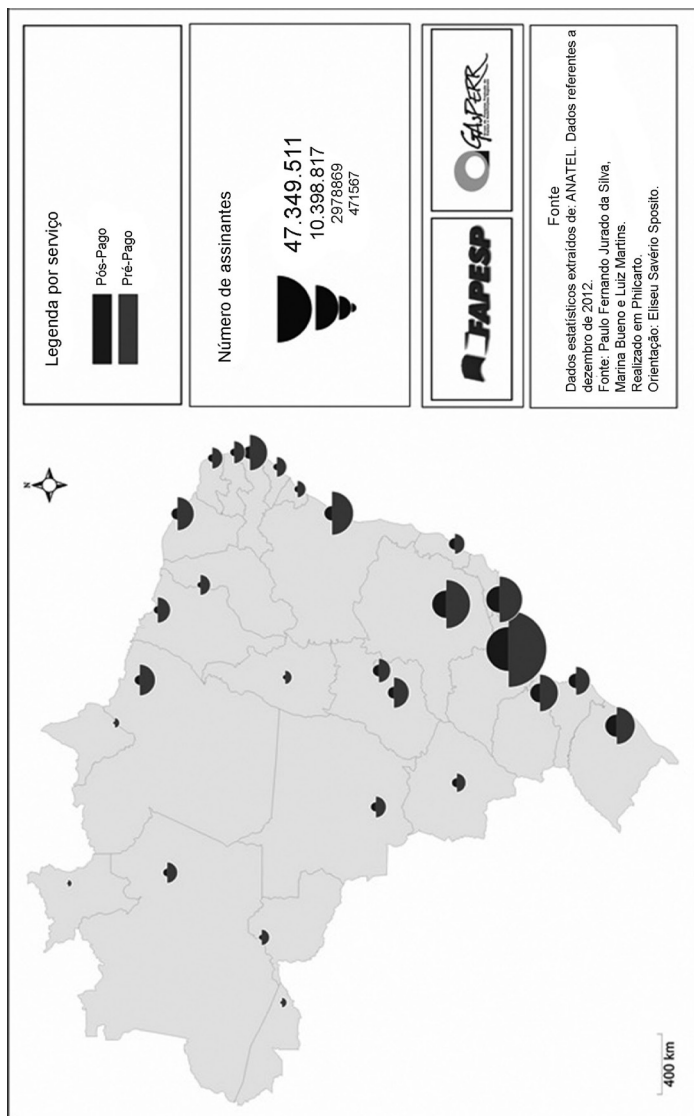 N
Legenda por serviço
Pós-Pago
Pré-Pago
Número de assinantes
47.349.511
10.398.817
2978869
471567
FAPESP
GAsPERR
Fonte
Dados estatísticos extraídos de: ANATEL. Dados referentes a
dezembro de 2012.
Fonte: Paulo Fernando Jurado da Silva,
Marina Bueno e Luiz Martins.
Realizado em Philcarto.
Orientação: Eliseu Savério Sposito.
400 km